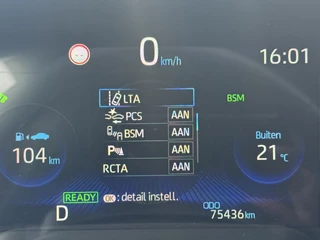 0 km/h
16:01
LTA
BSM
PCS AAN
BSM AAN
P AAN
RCTA AAN
104 km
Buiten
21 °C
READY OK : detail instell.
D
ODO
75436 km